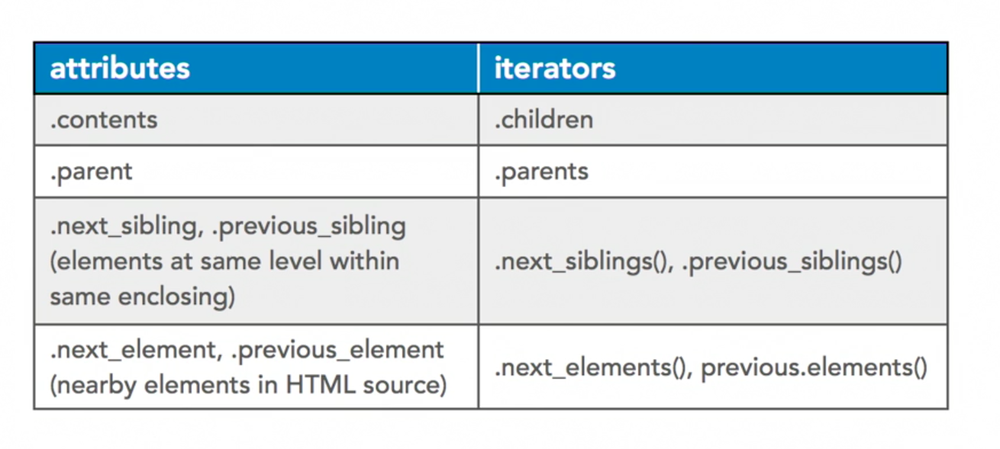 attributes
iterators
.contents
.children
.parent
.parents
.next_sibling, .previous_sibling
(elements at same level within
same enclosing)
.next_siblings(), .previous_siblings()
.next_element, .previous_element
(nearby elements in HTML source)
.next_elements(), previous.elements()